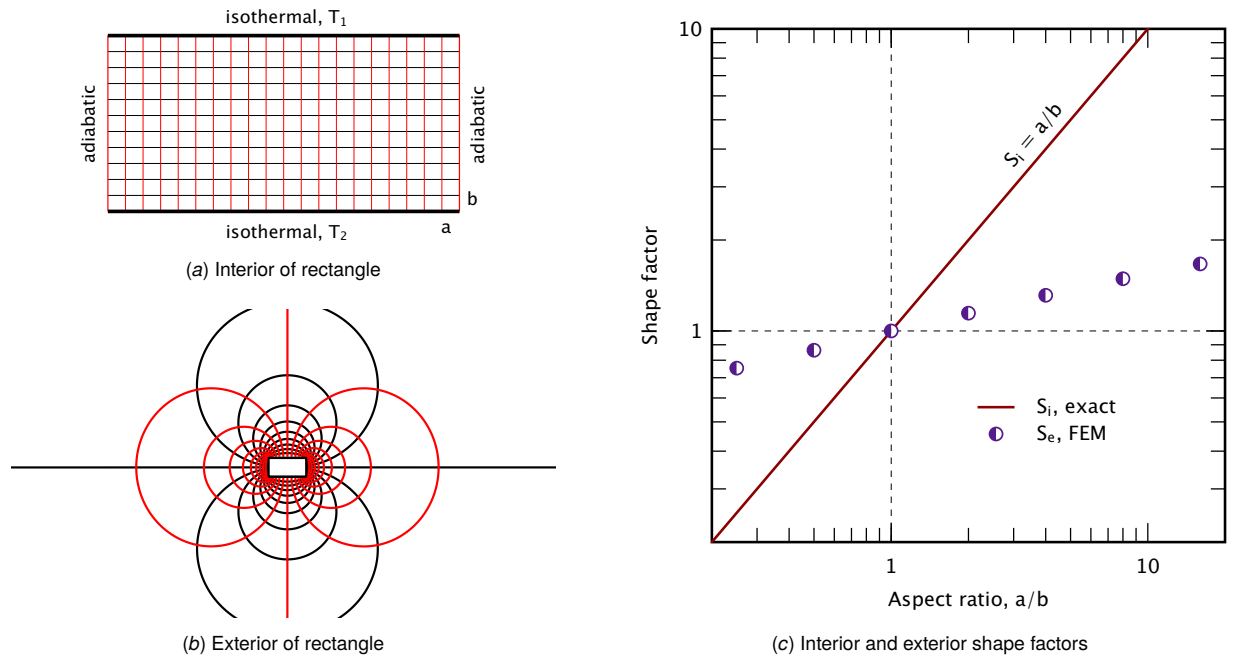 isothermal, T₁
adiabatic
adiabatic
b
a
isothermal, T₂
(a) Interior of rectangle
(b) Exterior of rectangle
10
1
Shape factor
Sᵢ = a/b
Sᵢ, exact
Sₑ, FEM
1
10
Aspect ratio, a/b
(c) Interior and exterior shape factors